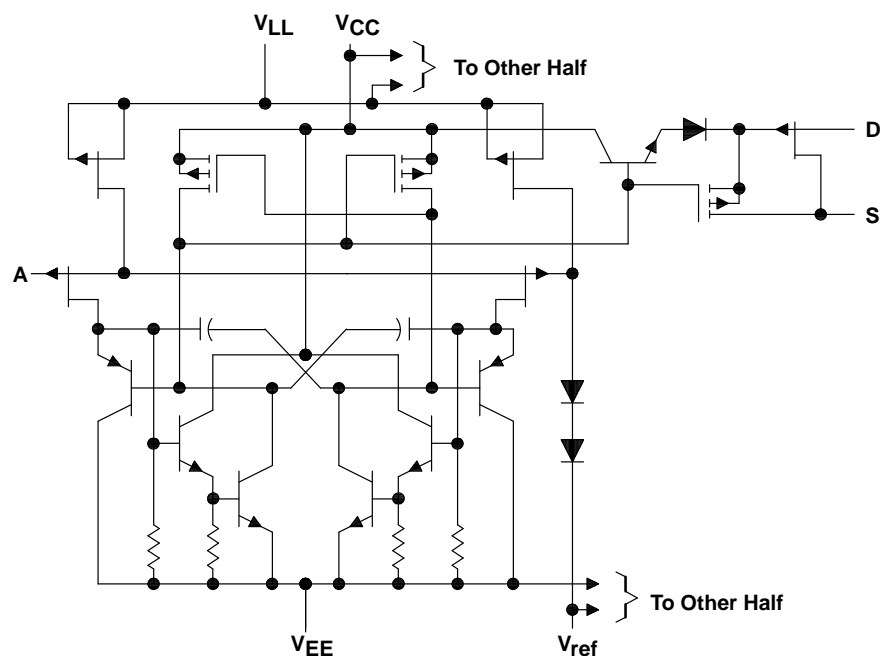 VLL
VCC
To Other Half
D
S
A
To Other Half
VEE
Vref